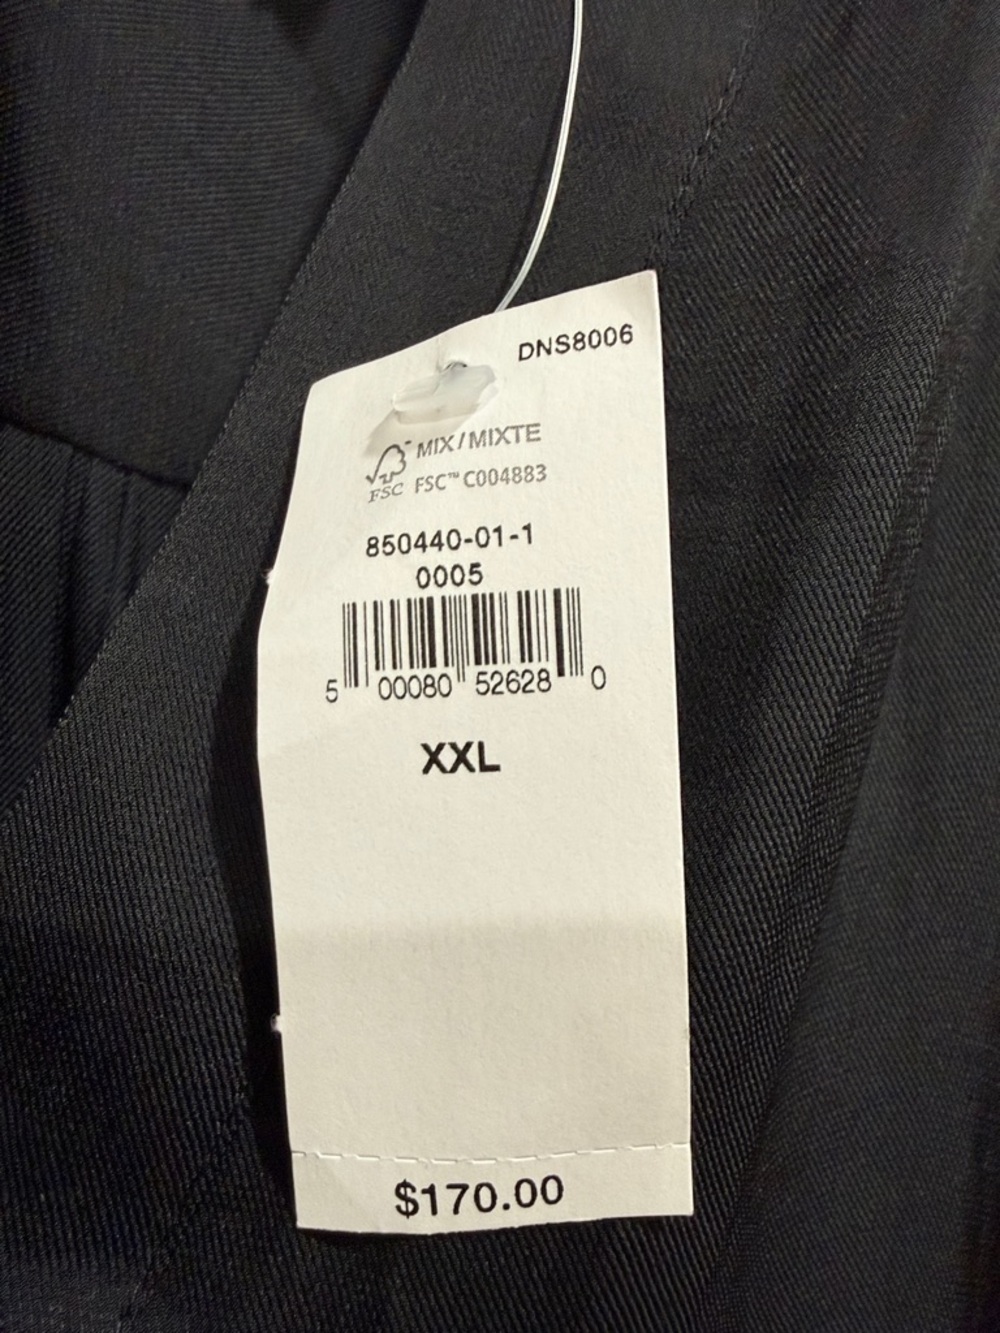 DNS8006
MIX/MIXTE
FSC FSC™ C004883
850440-01-1
0005
5 00080 52628 0
XXL
$170.00